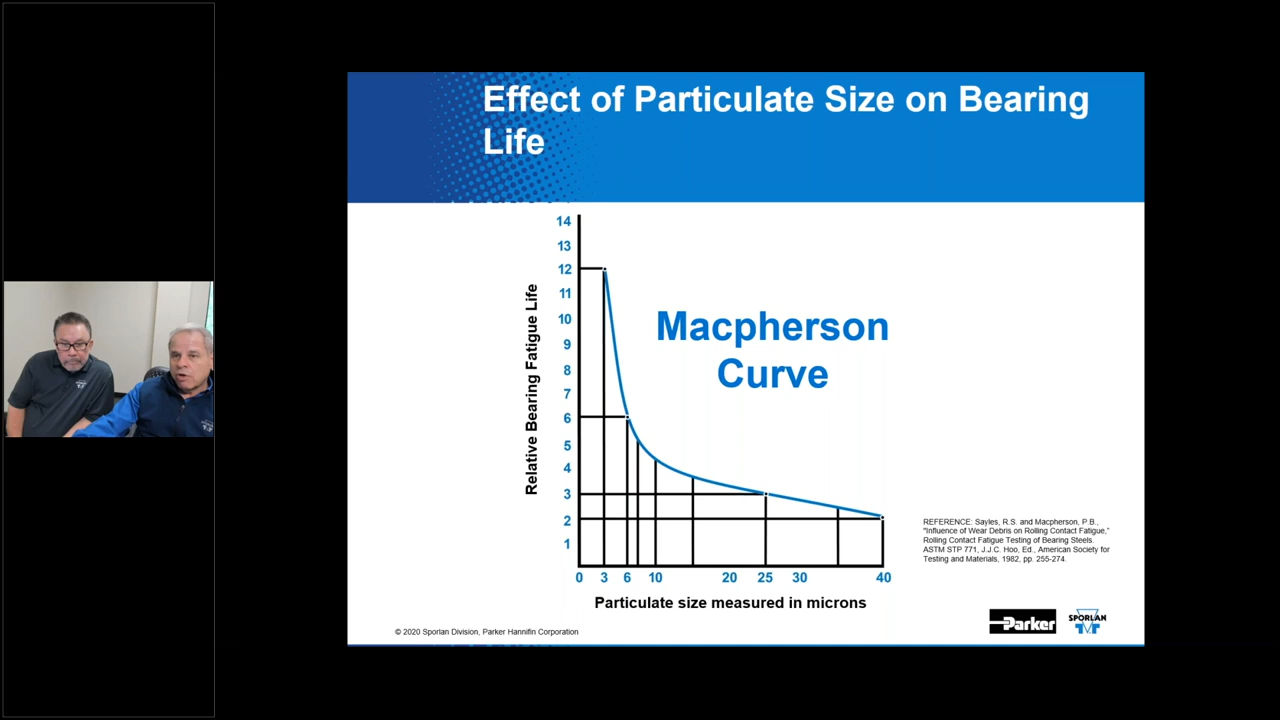 Effect of Particulate Size on Bearing
Life
14
13
12
11
10
9
8
7
6
5
4
3
2
1
Relative Bearing Fatigue Life
Macpherson
Curve
0 3 6 10 20 25 30 40
Particulate size measured in microns
REFERENCE: Sayles, R.S. and Macpherson, P.B.,
"Influence of Wear Debris on Rolling Contact Fatigue,"
Rolling Contact Fatigue Testing of Bearing Steels.
ASTM STP 771, J.J.C. Hoo, Ed., American Society for
Testing and Materials, 1982, pp. 255-274.
© 2020 Sporlan Division, Parker Hannifin Corporation
Parker
SPORLAN